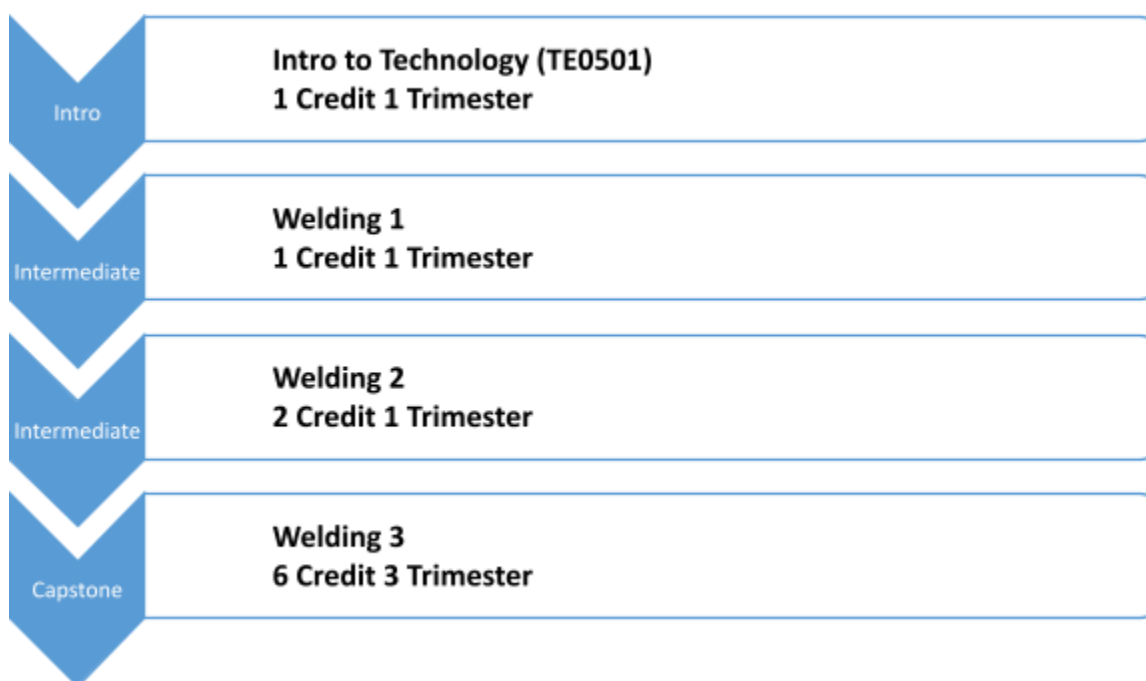 Intro
Intro to Technology (TE0501)
1 Credit 1 Trimester
Intermediate
Welding 1
1 Credit 1 Trimester
Intermediate
Welding 2
2 Credit 1 Trimester
Capstone
Welding 3
6 Credit 3 Trimester